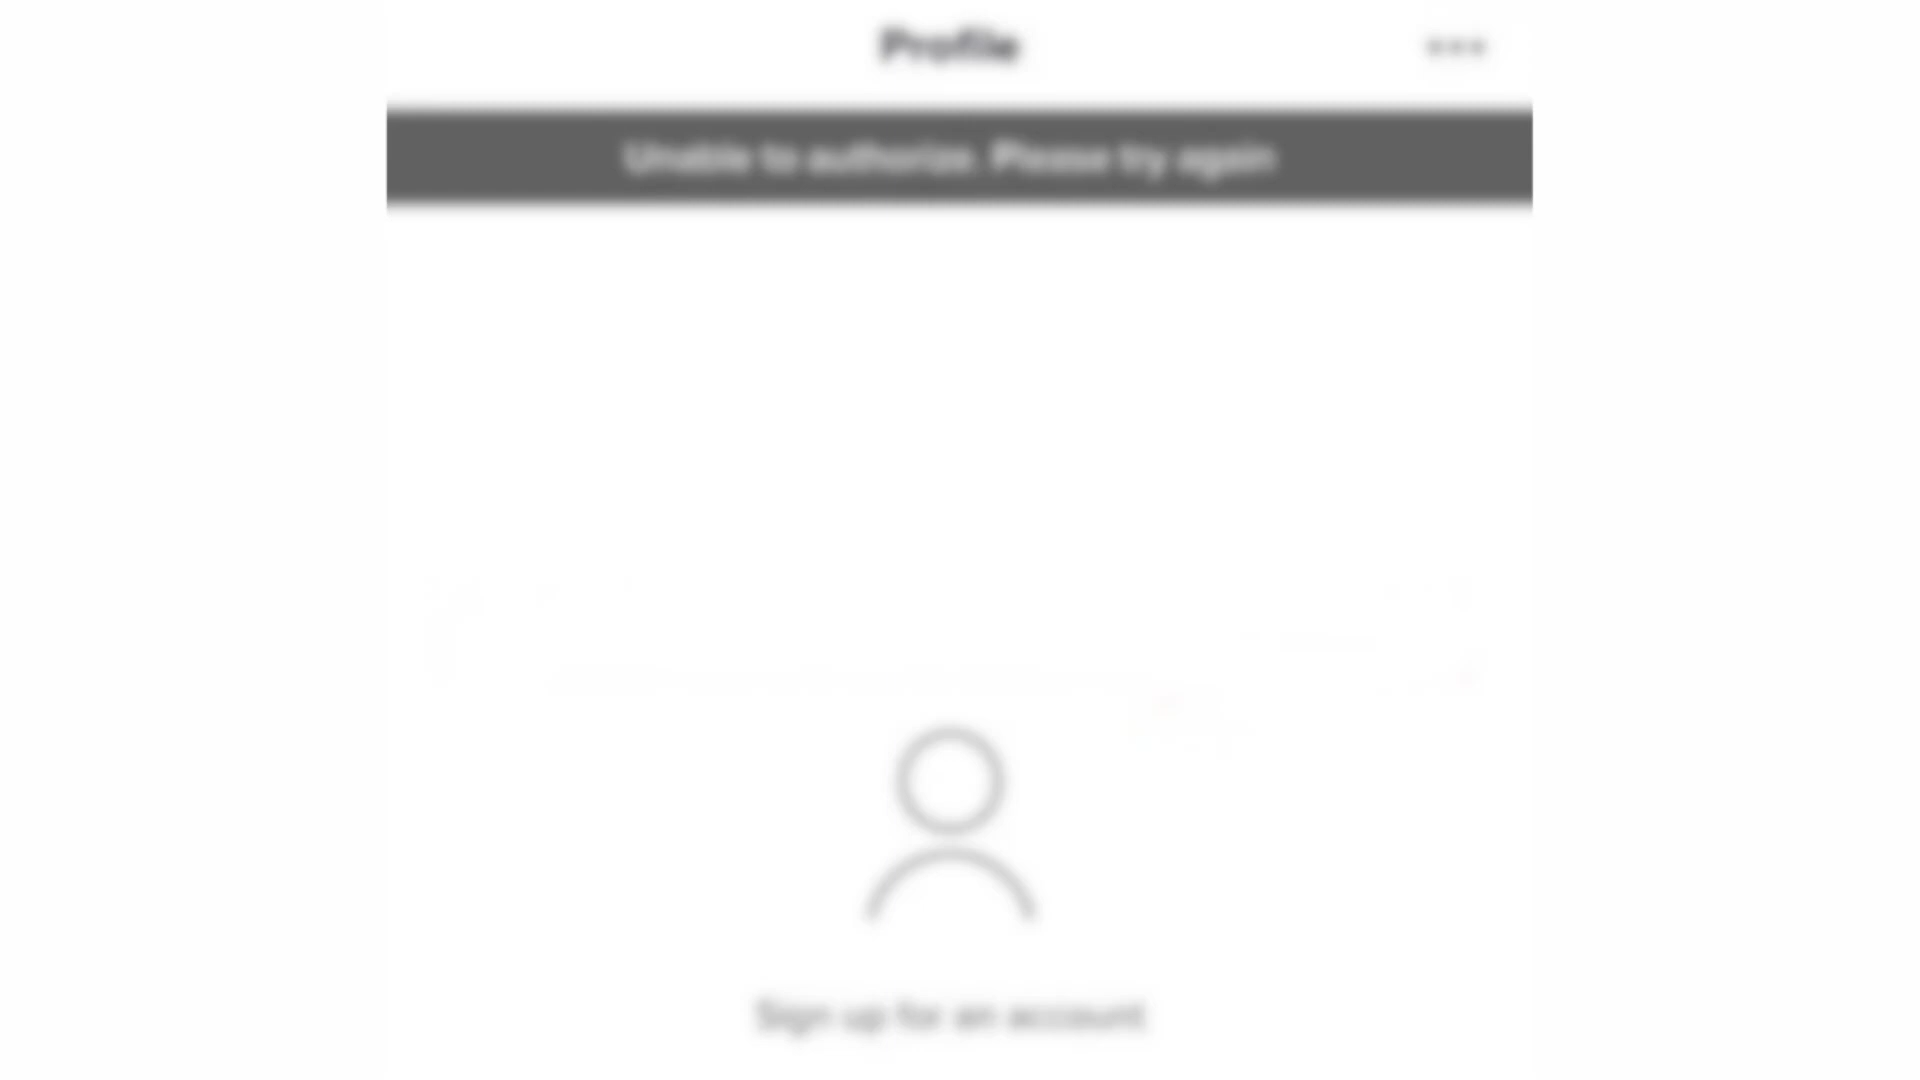 Profile
Unable to authorize. Please try again
Sign up for an account